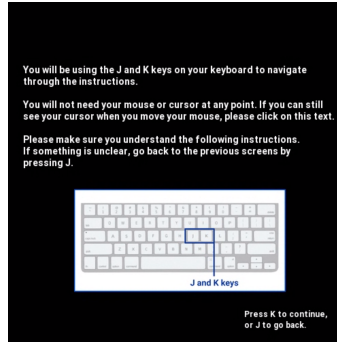 You will be using the J and K keys on your keyboard to navigate
through the instructions.
You will not need your mouse or cursor at any point. If you can still
see your cursor when you move your mouse, please click on this text.
Please make sure you understand the following instructions.
If something is unclear, go back to the previous screens by
pressing J.
J and K keys
Press K to continue,
or J to go back.